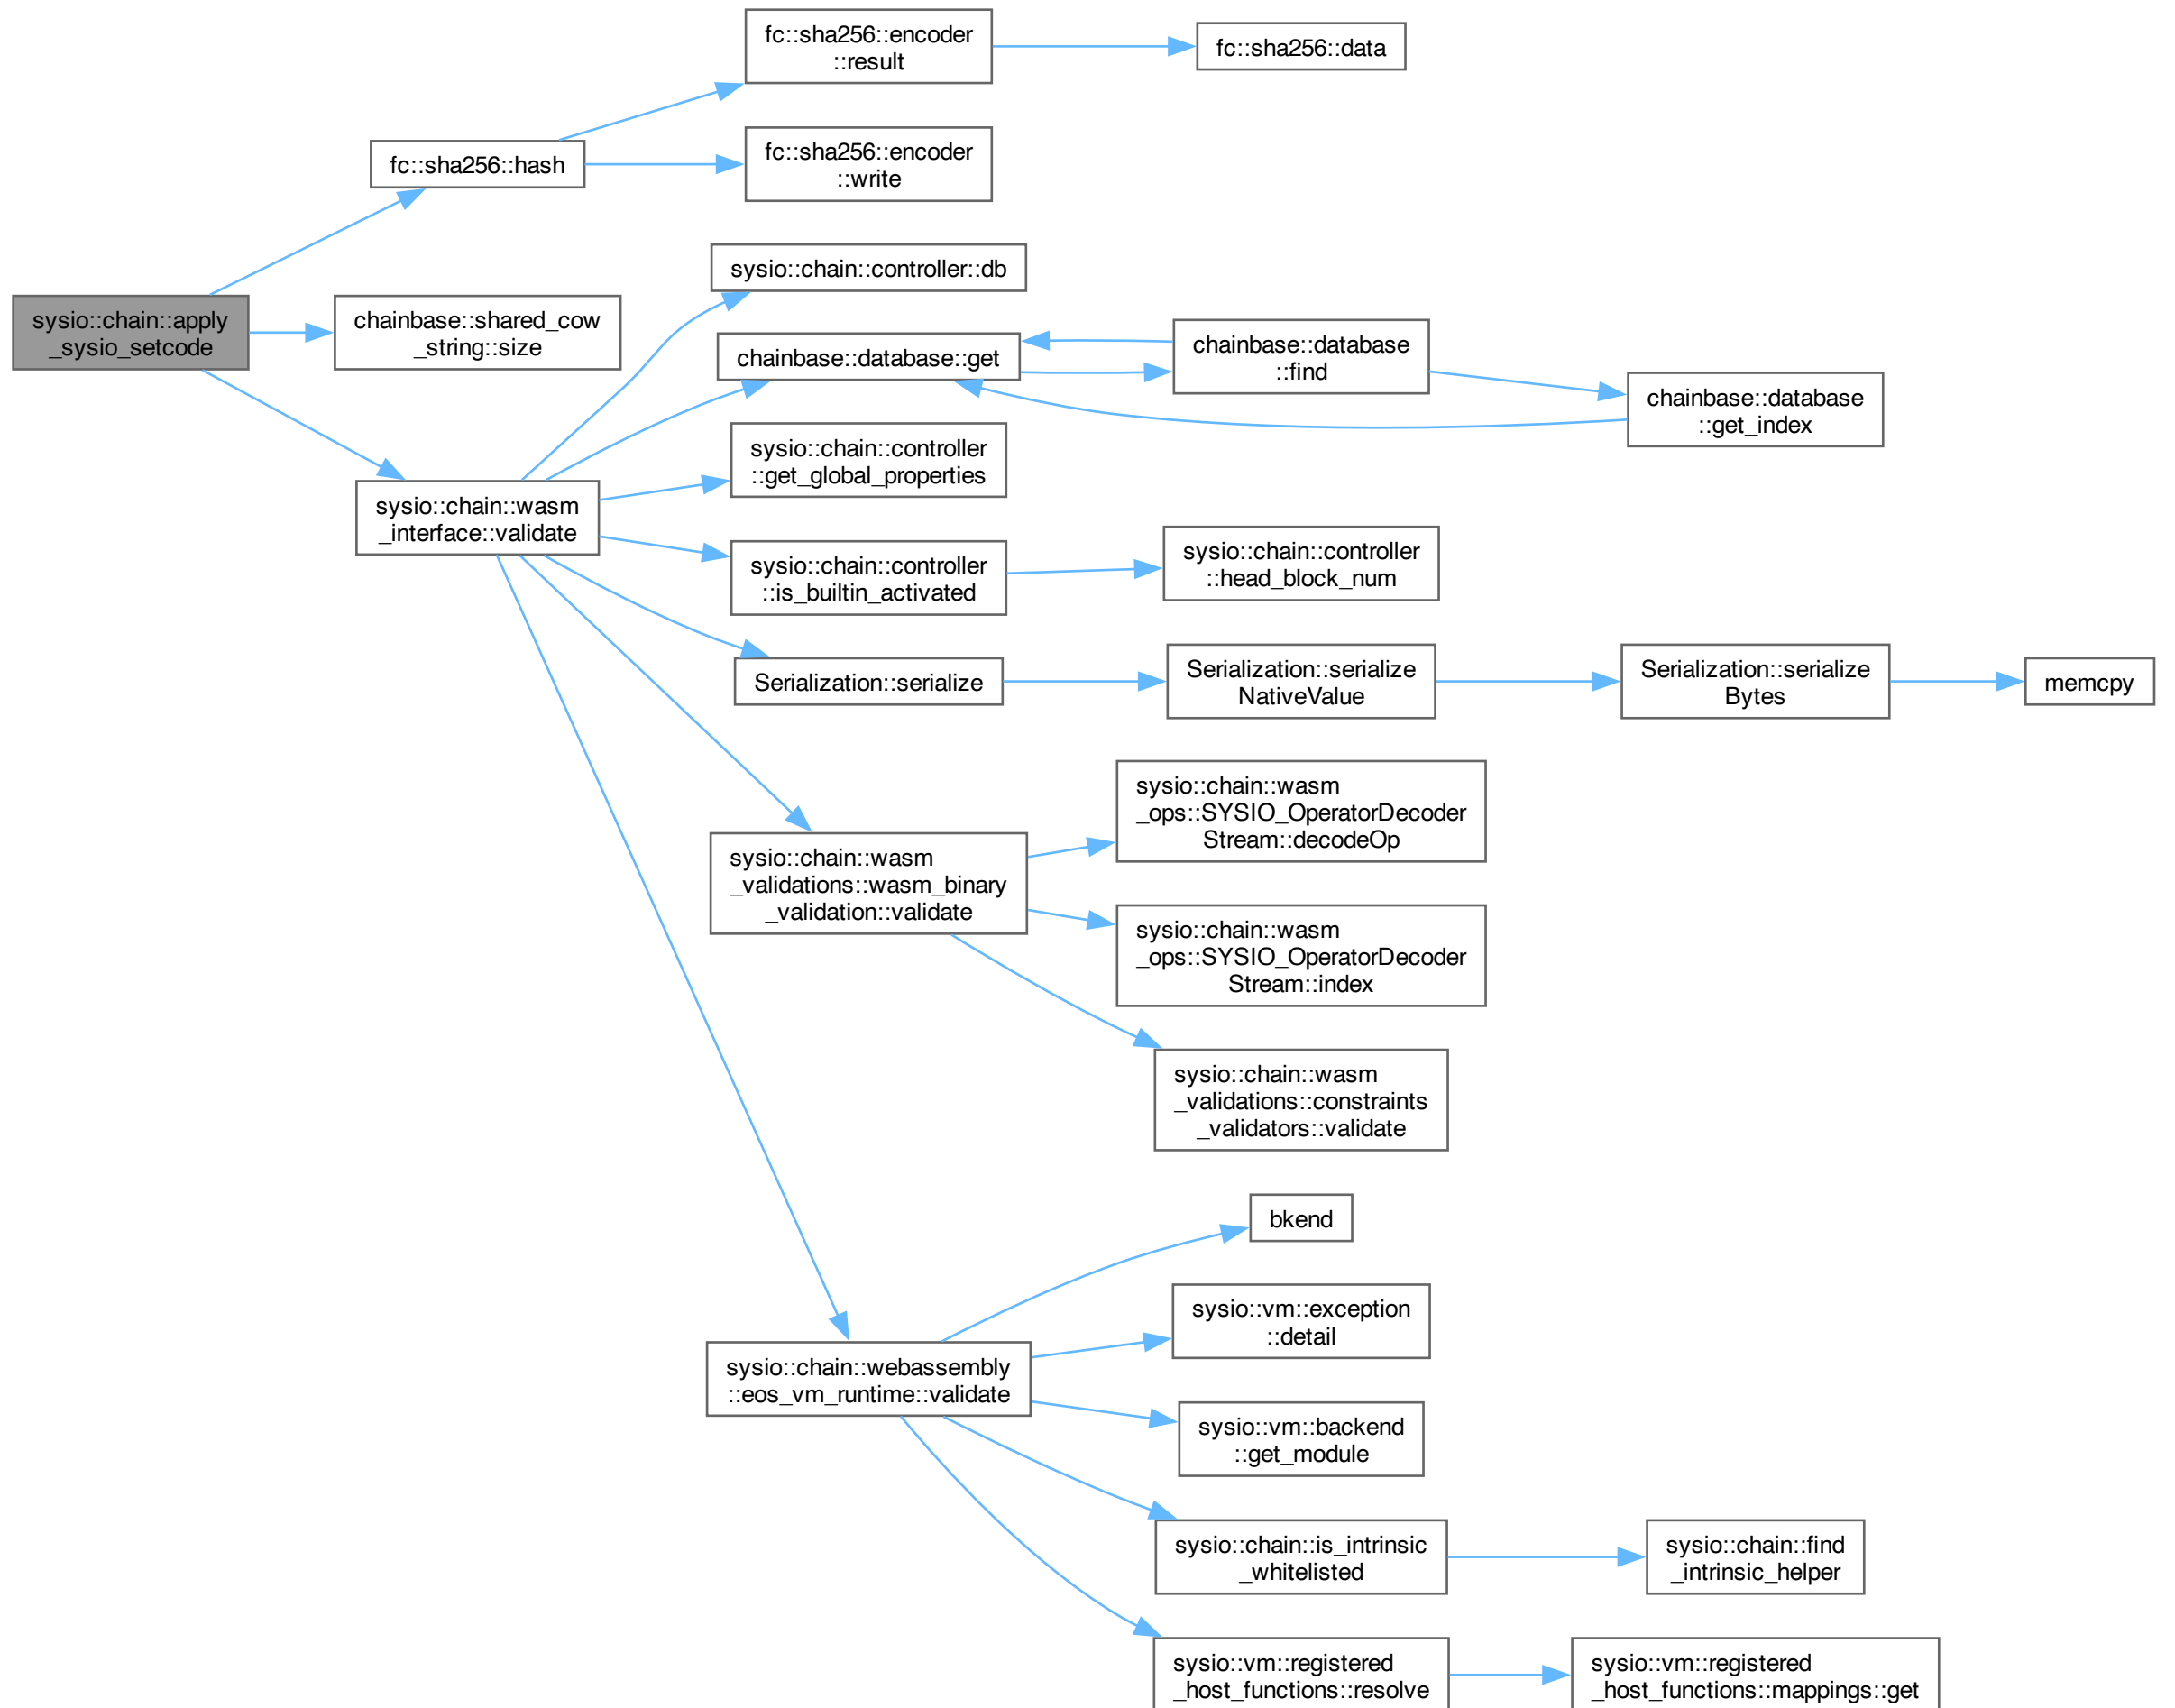 fc::sha256::encoder
::result
fc::sha256::data
fc::sha256::hash
fc::sha256::encoder
::write
sysio::chain::controller::db
sysio::chain::apply
_sysio_setcode
chainbase::shared_cow
_string::size
chainbase::database::get
chainbase::database
::find
chainbase::database
::get_index
sysio::chain::controller
::get_global_properties
sysio::chain::wasm
_interface::validate
sysio::chain::controller
::is_builtin_activated
sysio::chain::controller
::head_block_num
Serialization::serialize
Serialization::serialize
NativeValue
Serialization::serialize
Bytes
memcpy
sysio::chain::wasm
_ops::SYSIO_OperatorDecoder
Stream::decodeOp
sysio::chain::wasm
_validations::wasm_binary
_validation::validate
sysio::chain::wasm
_ops::SYSIO_OperatorDecoder
Stream::index
sysio::chain::wasm
_validations::constraints
_validators::validate
bkend
sysio::vm::exception
::detail
sysio::chain::webassembly
::eos_vm_runtime::validate
sysio::vm::backend
::get_module
sysio::chain::is_intrinsic
_whitelisted
sysio::chain::find
_intrinsic_helper
sysio::vm::registered
_host_functions::resolve
sysio::vm::registered
_host_functions::mappings::get